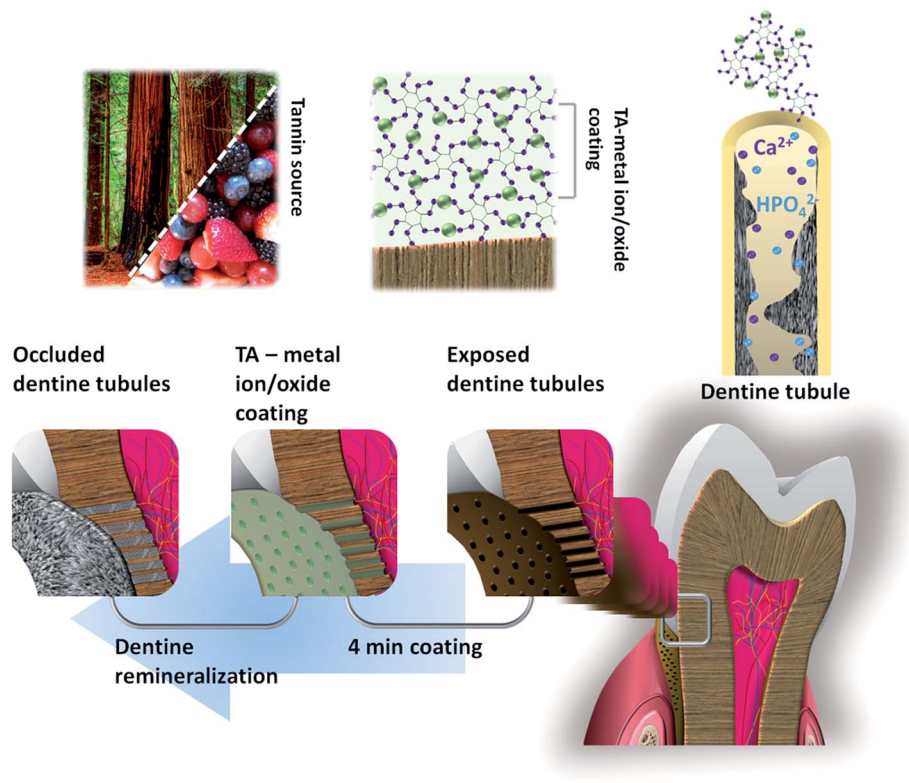 Tannin source
TA-metal ion/oxide
coating
Ca2+
HPO42-
Dentine tubule
Occluded
dentine tubules
TA – metal
ion/oxide
coating
Exposed
dentine tubules
Dentine
remineralization
4 min coating